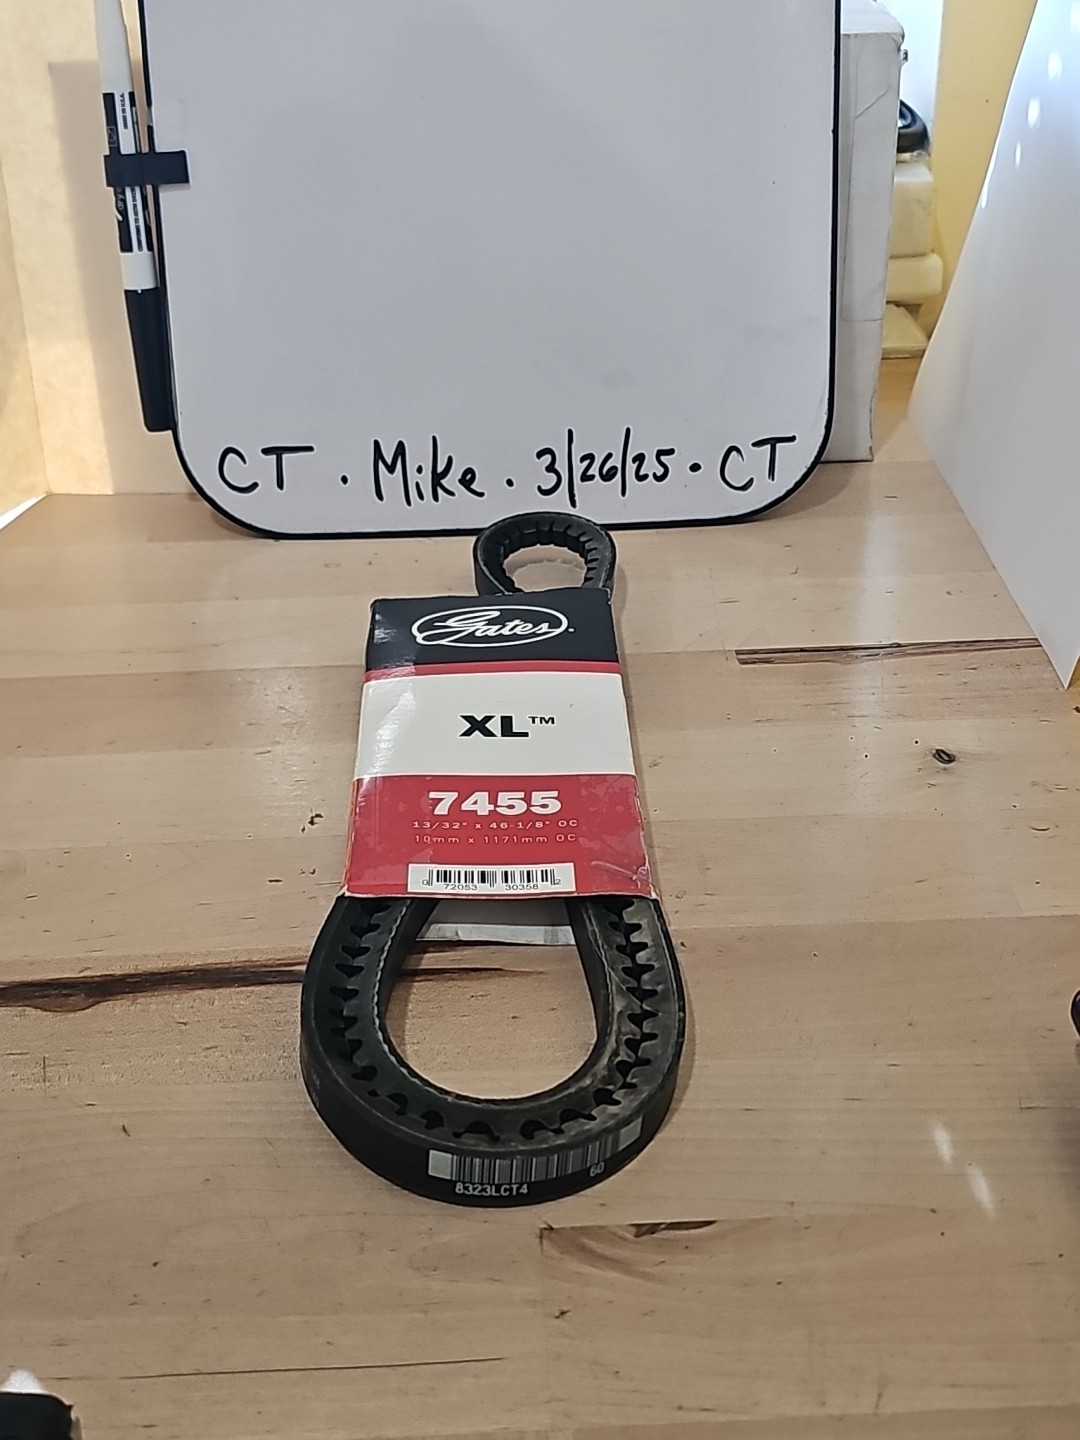 CT · Mike · 3/26/25 · CT
Gates
XL™
7455
13/32" x 46-1/8" OC
10mm x 1171mm OC
0 72053 30358 2
60
8323LCT4